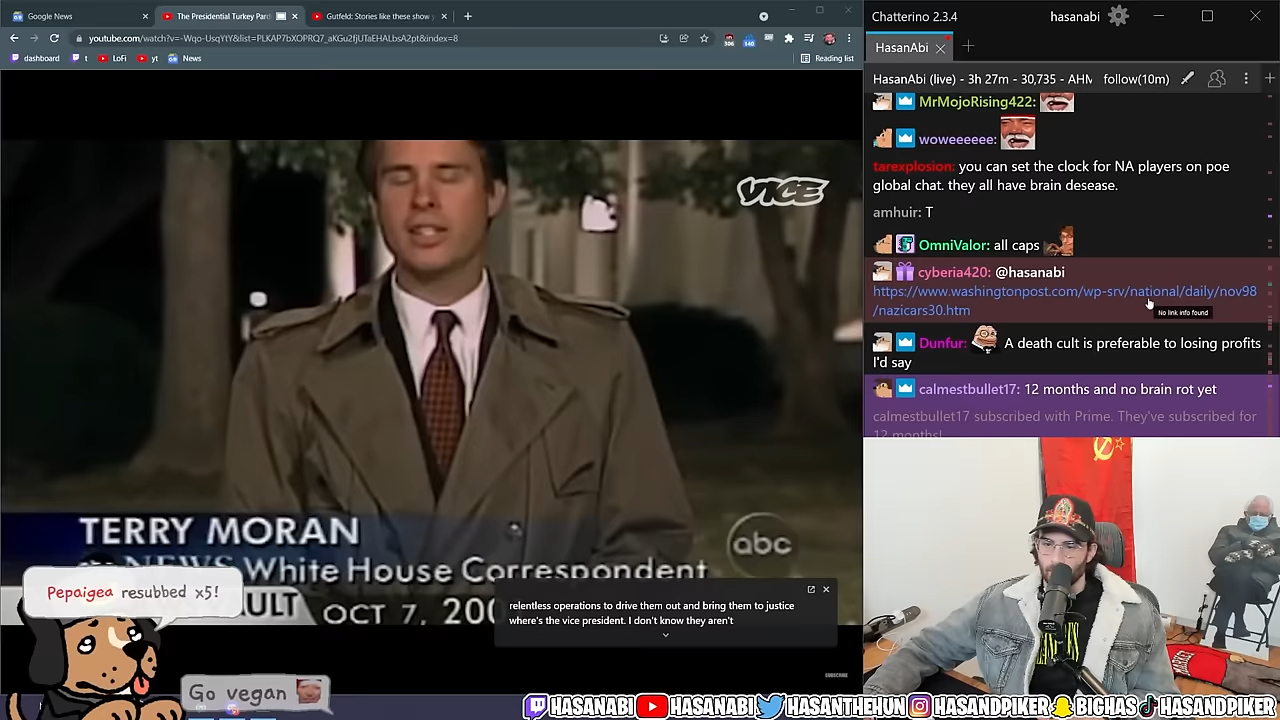 Google News
The Presidential Turkey Pard
Gutfeld: Stories like these show
youtube.com/watch?v=-Wqo-UsqYtY&list=PLKAP7bXOPRQ7_aKGu2fJUTaEHALbsA2pt&index=8
306
140
dashboard
t
LoFi
yt
News
Reading list
VICE
TERRY MORAN
NEWS White House Correspondent
abc
AULT OCT 7, 200
relentless operations to drive them out and bring them to justice
where's the vice president. I don't know they aren't
SUBSCRIBE
Pepaigea resubbed x5!
Go vegan
Chatterino 2.3.4
hasanabi
HasanAbi
HasanAbi (live) - 3h 27m - 30,735 - AHM
follow(10m)
MrMojoRising422:
woweeeeee:
tarexplosion: you can set the clock for NA players on poe
global chat. they all have brain desease.
amhuir: T
OmniValor: all caps
cyberia420: @hasanabi
https://www.washingtonpost.com/wp-srv/national/daily/nov98
/nazicars30.htm
No link info found
Dunfur: A death cult is preferable to losing profits
I'd say
calmestbullet17: 12 months and no brain rot yet
calmestbullet17 subscribed with Prime. They've subscribed for
12 months!
HASANABI HASANABI HASANTHEHUN HASANDPIKER BIGHAS HASANDPIKER